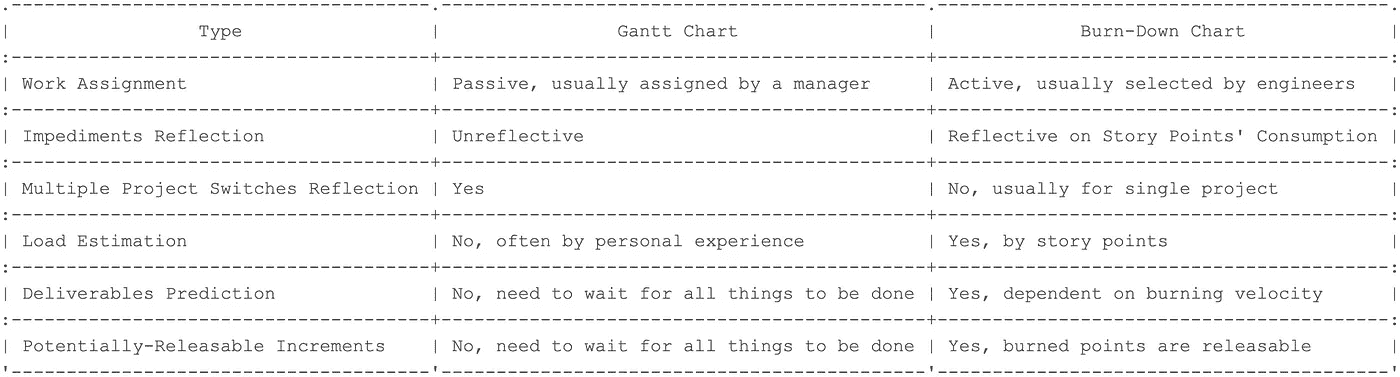 Type | Gantt Chart | Burn-Down Chart
Work Assignment | Passive, usually assigned by a manager | Active, usually selected by engineers
Impediments Reflection | Unreflective | Reflective on Story Points' Consumption
Multiple Project Switches Reflection | Yes | No, usually for single project
Load Estimation | No, often by personal experience | Yes, by story points
Deliverables Prediction | No, need to wait for all things to be done | Yes, dependent on burning velocity
Potentially-Releasable Increments | No, need to wait for all things to be done | Yes, burned points are releasable